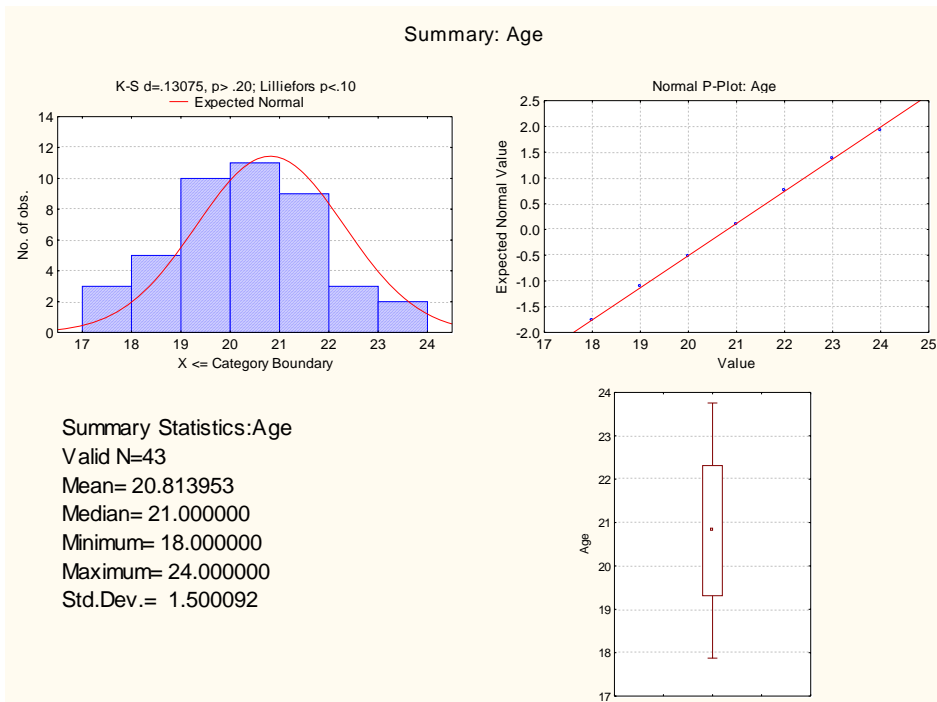 Summary: Age
K-S d=.13075, p> .20; Lilliefors p<.10
Expected Normal
14
12
10
8
6
4
2
0
No. of obs.
17 18 19 20 21 22 23 24
X <= Category Boundary
Normal P-Plot: Age
2.5
2.0
1.5
1.0
0.5
0.0
-0.5
-1.0
-1.5
-2.0
Expected Normal Value
17 18 19 20 21 22 23 24 25
Value
Summary Statistics:Age
Valid N=43
Mean= 20.813953
Median= 21.000000
Minimum= 18.000000
Maximum= 24.000000
Std.Dev.= 1.500092
24
23
22
21
20
19
18
17
Age